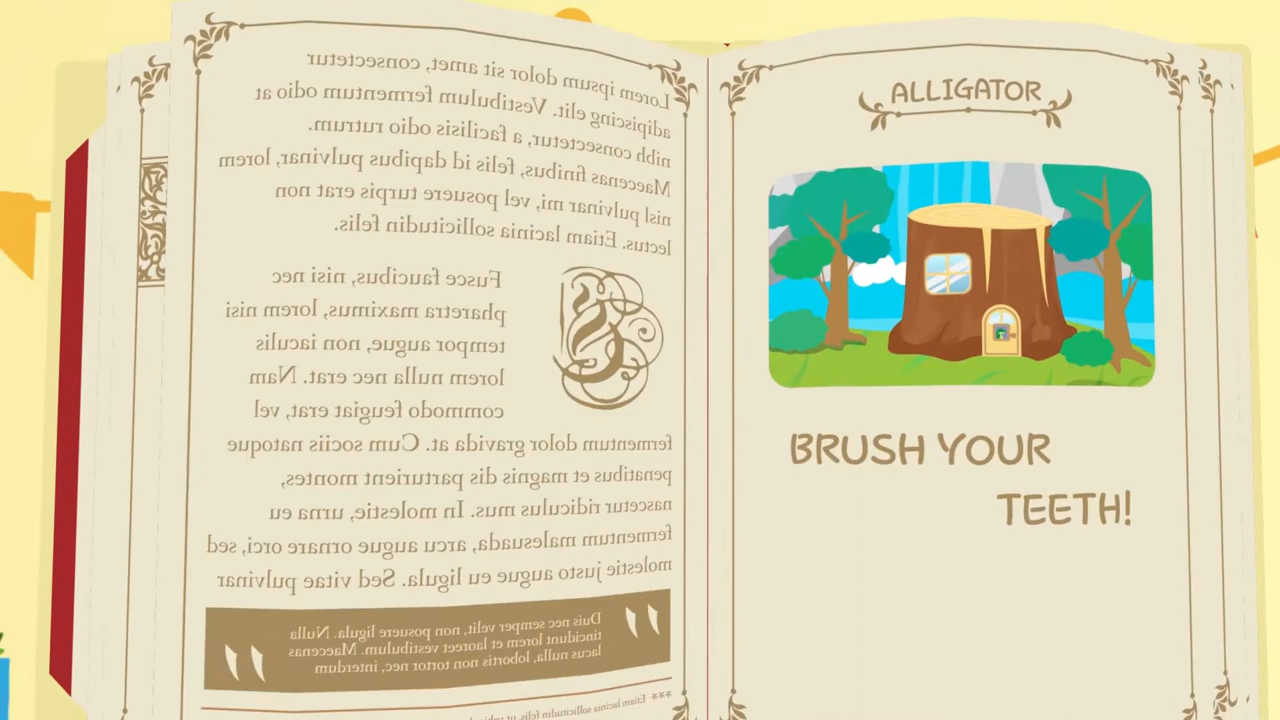 Lorem ipsum dolor sit amet, consectetur
adipiscing elit. Vestibulum fermentum odio at
nibh consectetur, a facilisis odio rutrum.
Maecenas finibus, felis id dapibus pulvinar, lorem
nisl pulvinar mi, vel posuere turpis erat non
lectus. Etiam lacinia sollicitudin felis.
Fusce faucibus, nisi nec
pharetra maximus, lorem nisi
tempor augue, non iaculis
lorem nulla nec erat. Nam
commodo feugiat erat, vel
fermentum dolor gravida at. Cum sociis natoque
penatibus et magnis dis parturient montes,
nascetur ridiculus mus. In molestie, urna eu
fermentum malesuada, arcu augue ornare orci, sed
molestie justo augue eu ligula. Sed vitae pulvinar
"Duis nec semper velit, non posuere ligula. Nulla
tincidunt lorem et laoreet vestibulum. Maecenas
lacus nulla, lobortis non tortor nec, interdum"
*** Etiam lacinia sollicitudin felis, ut
ALLIGATOR
BRUSH YOUR
TEETH!